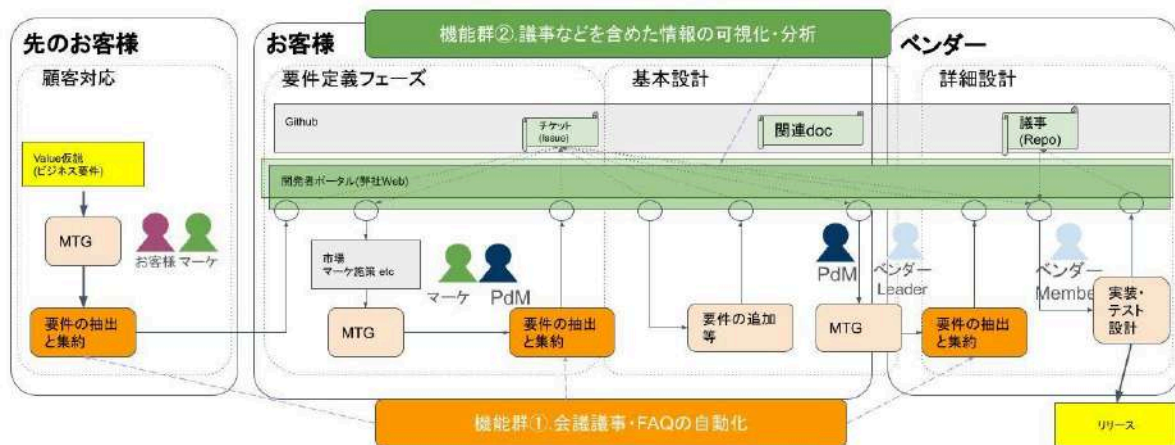 機能群②.議事などを含めた情報の可視化・分析
先のお客様
お客様
ベンダー
顧客対応
要件定義フェーズ
基本設計
詳細設計
Github
チケット
(Issue)
関連doc
議事
(Repo)
Value仮説
(ビジネス要件)
開発者ポータル(弊社Web)
MTG
お客様
マーケ
市場
マーケ施策 etc
マーケ
PdM
PdM
ベンダー
Leader
ベンダー
Member
要件の抽出
と集約
MTG
要件の抽出
と集約
要件の追加
等
MTG
要件の抽出
と集約
実装・
テスト
設計
機能群①.会議議事・FAQの自動化
リリース